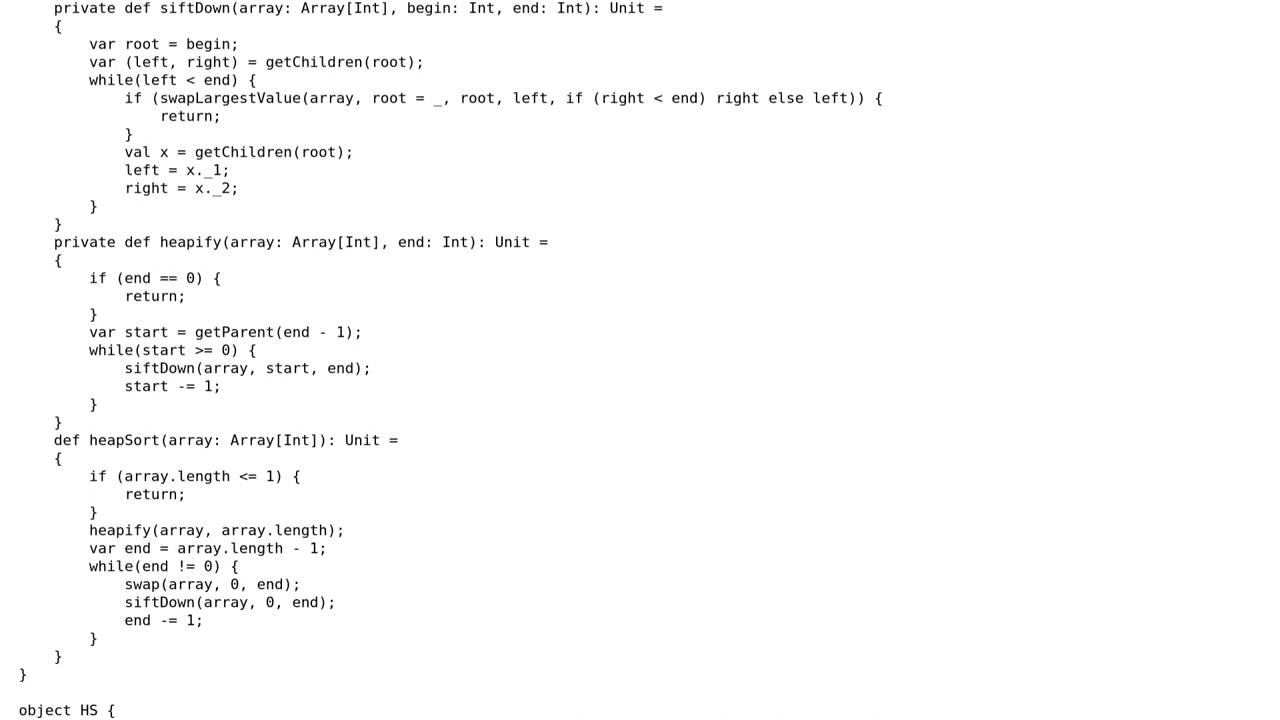 private def siftDown(array: Array[Int], begin: Int, end: Int): Unit =
    {
        var root = begin;
        var (left, right) = getChildren(root);
        while(left < end) {
            if (swapLargestValue(array, root = _, root, left, if (right < end) right else left)) {
                return;
            }
            val x = getChildren(root);
            left = x._1;
            right = x._2;
        }
    }
    private def heapify(array: Array[Int], end: Int): Unit =
    {
        if (end == 0) {
            return;
        }
        var start = getParent(end - 1);
        while(start >= 0) {
            siftDown(array, start, end);
            start -= 1;
        }
    }
    def heapSort(array: Array[Int]): Unit =
    {
        if (array.length <= 1) {
            return;
        }
        heapify(array, array.length);
        var end = array.length - 1;
        while(end != 0) {
            swap(array, 0, end);
            siftDown(array, 0, end);
            end -= 1;
        }
    }
}

object HS {